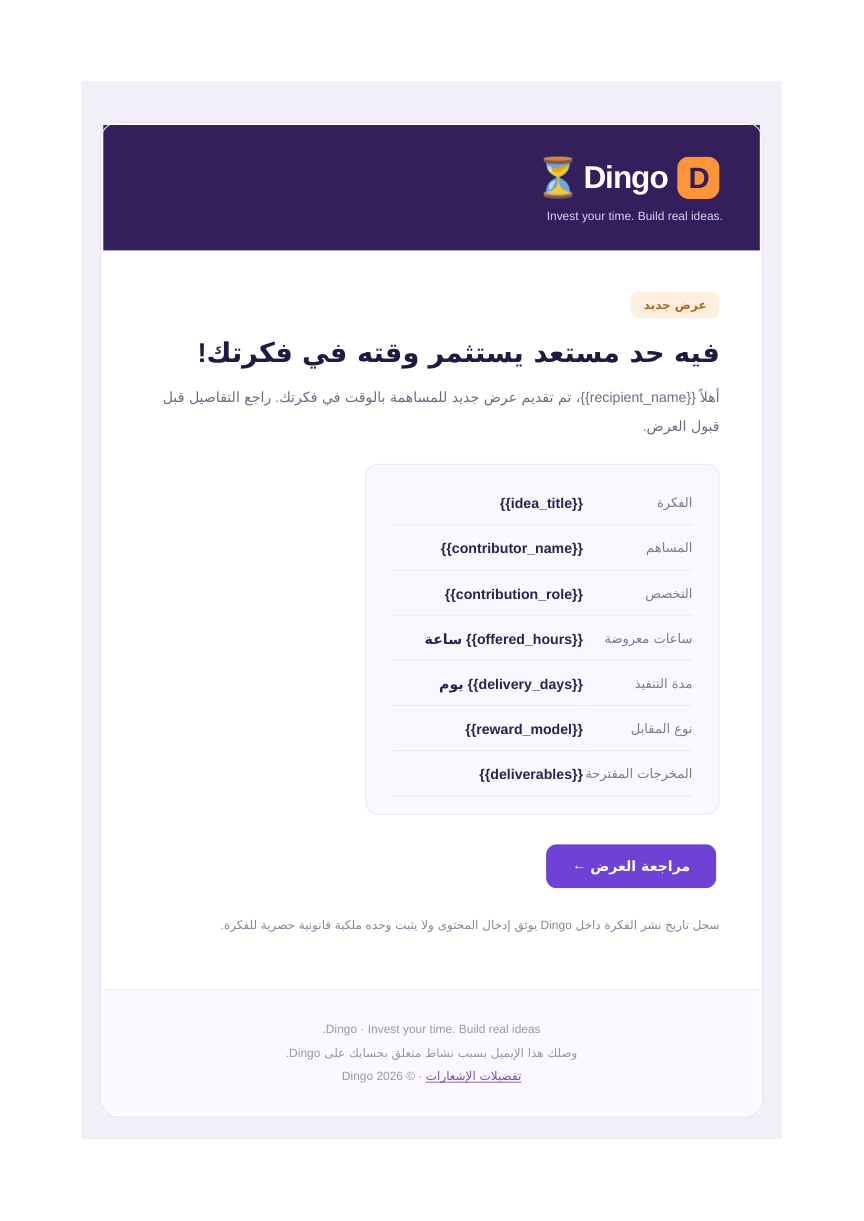 D Dingo ⏳
Invest your time. Build real ideas.
عرض جديد
فيه حد مستعد يستثمر وقته في فكرتك!
أهلاً {{recipient_name}}، تم تقديم عرض جديد للمساهمة بالوقت في فكرتك. راجع التفاصيل قبل
قبول العرض.
الفكرة {{idea_title}}
المساهم {{contributor_name}}
التخصص {{contribution_role}}
ساعات معروضة {{offered_hours}} ساعة
مدة التنفيذ {{delivery_days}} يوم
نوع المقابل {{reward_model}}
المخرجات المقترحة {{deliverables}}
مراجعة العرض ←
سجل تاريخ نشر الفكرة داخل Dingo يوثق إدخال المحتوى ولا يثبت وحده ملكية قانونية حصرية للفكرة.
Dingo · Invest your time. Build real ideas.
وصلك هذا الإيميل بسبب نشاط متعلق بحسابك على Dingo.
تفضيلات الإشعارات · © 2026 Dingo